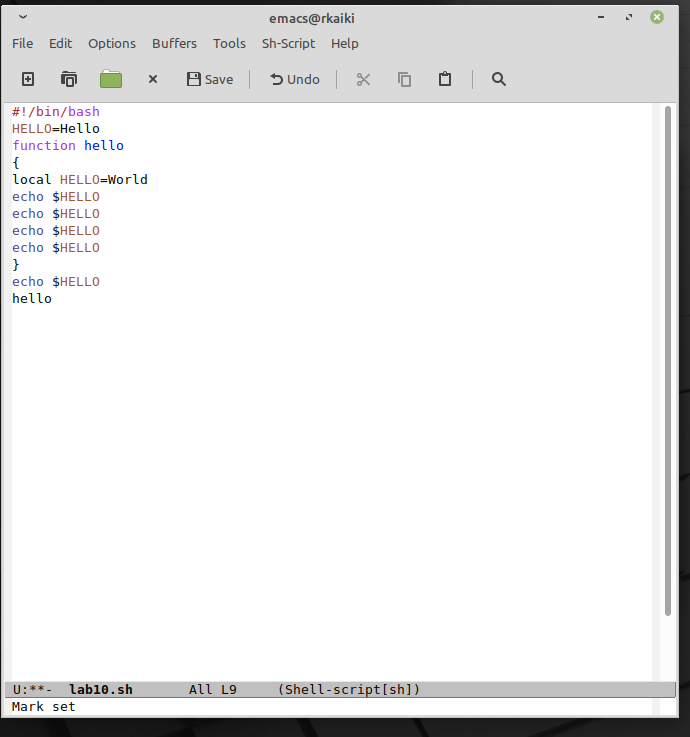 emacs@rkaiki
File Edit Options Buffers Tools Sh-Script Help
Save Undo
#!/bin/bash
HELLO=Hello
function hello
{
local HELLO=World
echo $HELLO
echo $HELLO
echo $HELLO
echo $HELLO
}
echo $HELLO
hello
U:**- lab10.sh All L9 (Shell-script[sh])
Mark set